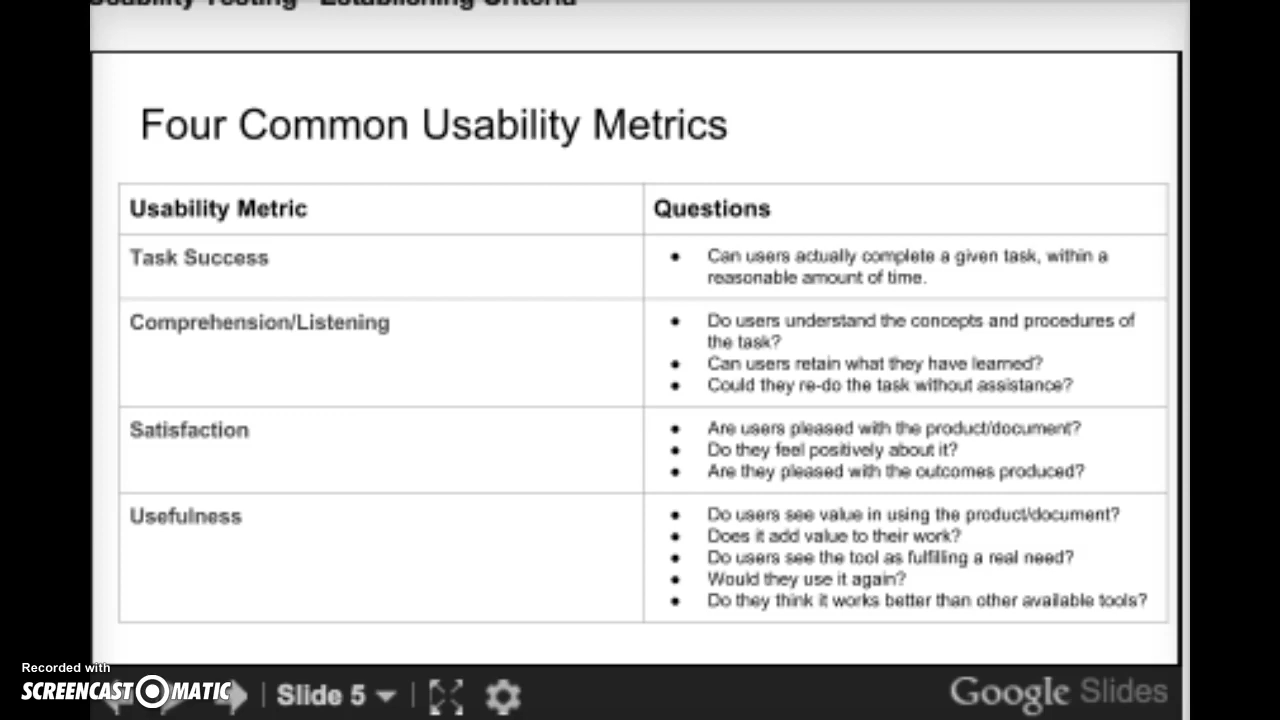 Usability Testing - Establishing Criteria
Four Common Usability Metrics
Usability Metric
Questions
Task Success
● Can users actually complete a given task, within a
reasonable amount of time.
Comprehension/Listening
● Do users understand the concepts and procedures of
the task?
● Can users retain what they have learned?
● Could they re-do the task without assistance?
Satisfaction
● Are users pleased with the product/document?
● Do they feel positively about it?
● Are they pleased with the outcomes produced?
Usefulness
● Do users see value in using the product/document?
● Does it add value to their work?
● Do users see the tool as fulfilling a real need?
● Would they use it again?
● Do they think it works better than other available tools?
Recorded with
SCREENCAST-O-MATIC
Slide 5
Google Slides